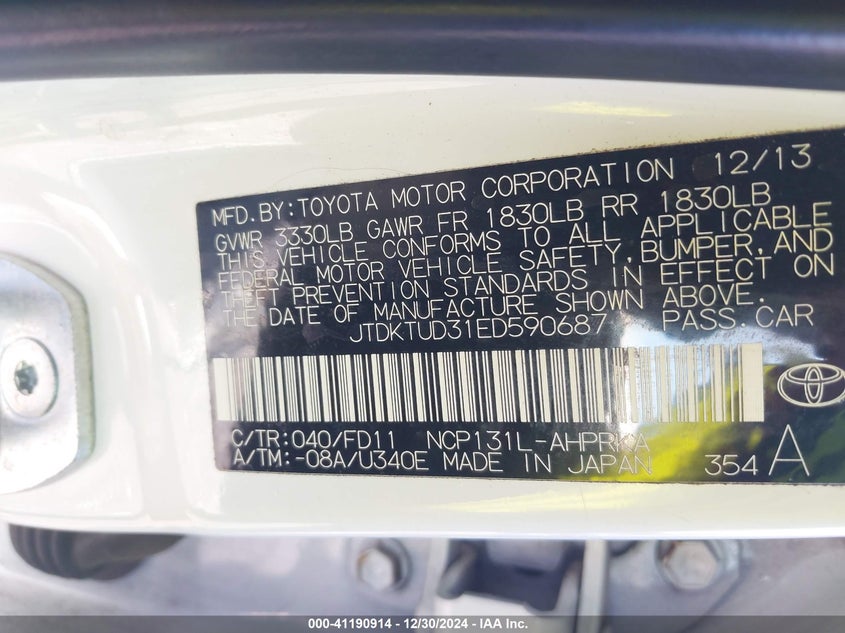 MFD.BY:TOYOTA MOTOR CORPORATION 12/13
GVWR 3330LB GAWR FR 1830LB RR 1830LB
THIS VEHICLE CONFORMS TO ALL APPLICABLE
FEDERAL MOTOR VEHICLE SAFETY,BUMPER,AND
THEFT PREVENTION STANDARDS IN EFFECT ON
THE DATE OF MANUFACTURE SHOWN ABOVE.
JTDKTUD31ED590687 PASS.CAR
C/TR:040/FD11 NCP131L-AHPRKA
A/TM:-08A/U340E MADE IN JAPAN 354 A
000-41190914 - 12/30/2024 - IAA Inc.